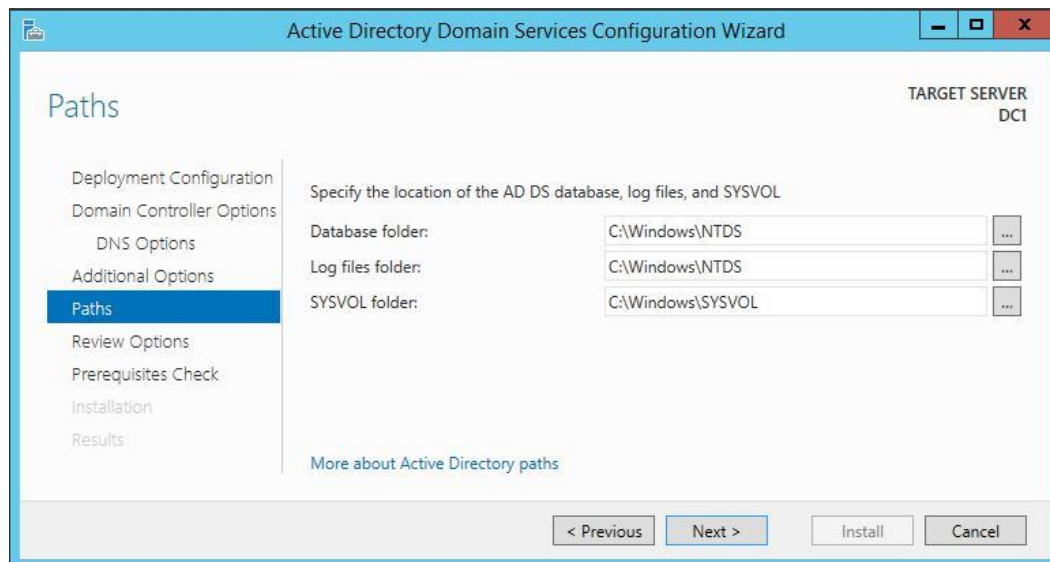 Active Directory Domain Services Configuration Wizard
Paths
TARGET SERVER
DC1
Deployment Configuration
Domain Controller Options
DNS Options
Additional Options
Paths
Review Options
Prerequisites Check
Installation
Results
Specify the location of the AD DS database, log files, and SYSVOL
Database folder: C:\Windows\NTDS ...
Log files folder: C:\Windows\NTDS ...
SYSVOL folder: C:\Windows\SYSVOL ...
More about Active Directory paths
< Previous Next > Install Cancel